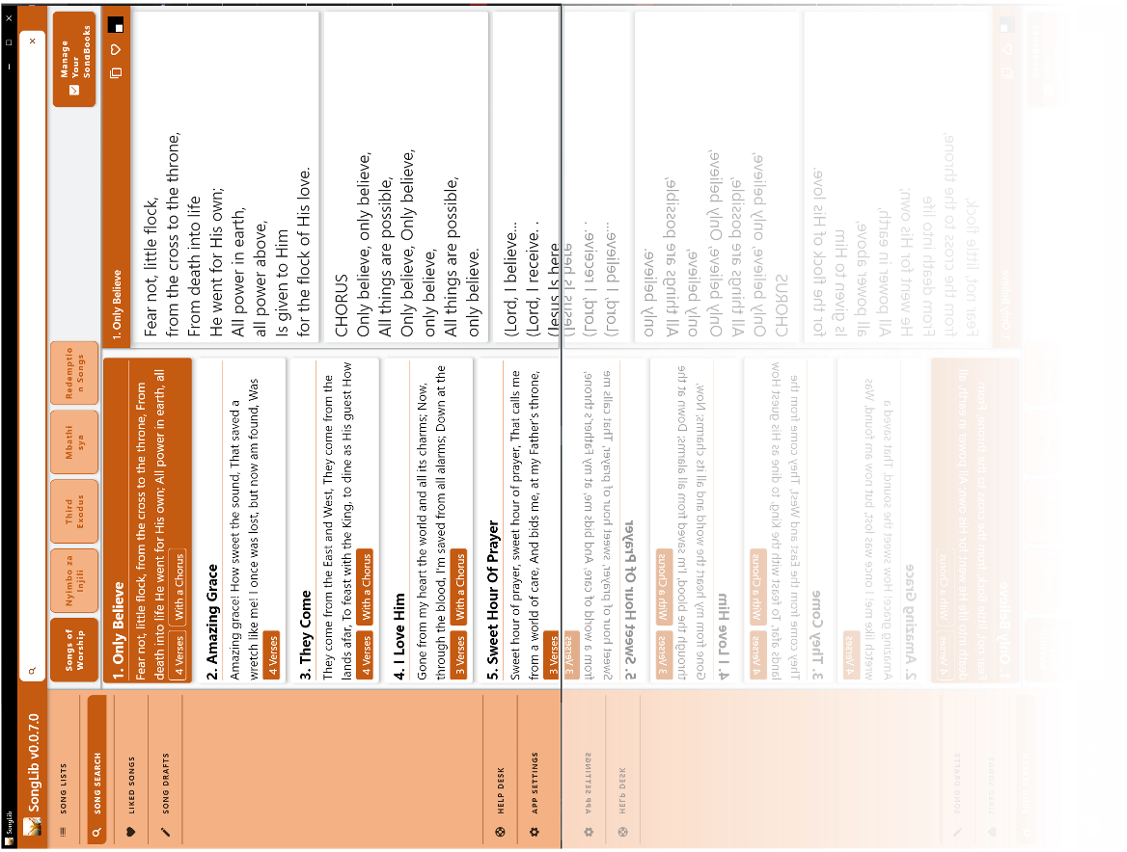 SongLib
SongLib v0.0.7.0
SONG LISTS
SONG SEARCH
LIKED SONGS
SONG DRAFTS
HELP DESK
APP SETTINGS
Songs of
Worship
Nyimbo za
Injili
Third
Exodus
Mbathi
sya
Redemptio
n Songs
Manage
Your
SongBooks
1. Only Believe
Fear not, little flock, from the cross to the throne, From
death into life He went for His own; All power in earth, all
4 Verses With a Chorus
2. Amazing Grace
Amazing grace! How sweet the sound, That saved a
wretch like me! I once was lost, but now am found, Was
4 Verses
3. They Come
They come from the East and West, They come from the
lands afar, To feast with the King, to dine as His guest How
4 Verses With a Chorus
4. I Love Him
Gone from my heart the world and all its charms; Now,
through the blood, I'm saved from all alarms; Down at the
3 Verses With a Chorus
5. Sweet Hour Of Prayer
Sweet hour of prayer, sweet hour of prayer, That calls me
from a world of care, And bids me, at my Father's throne,
3 Verses
1. Only Believe
Fear not, little flock,
from the cross to the throne,
From death into life
He went for His own;
All power in earth,
all power above,
Is given to Him
for the flock of His love.
CHORUS
Only believe, only believe,
All things are possible,
Only believe, Only believe,
only believe,
All things are possible,
only believe.
(Lord, I believe...
(Lord, I receive. .
(Jesus Is here